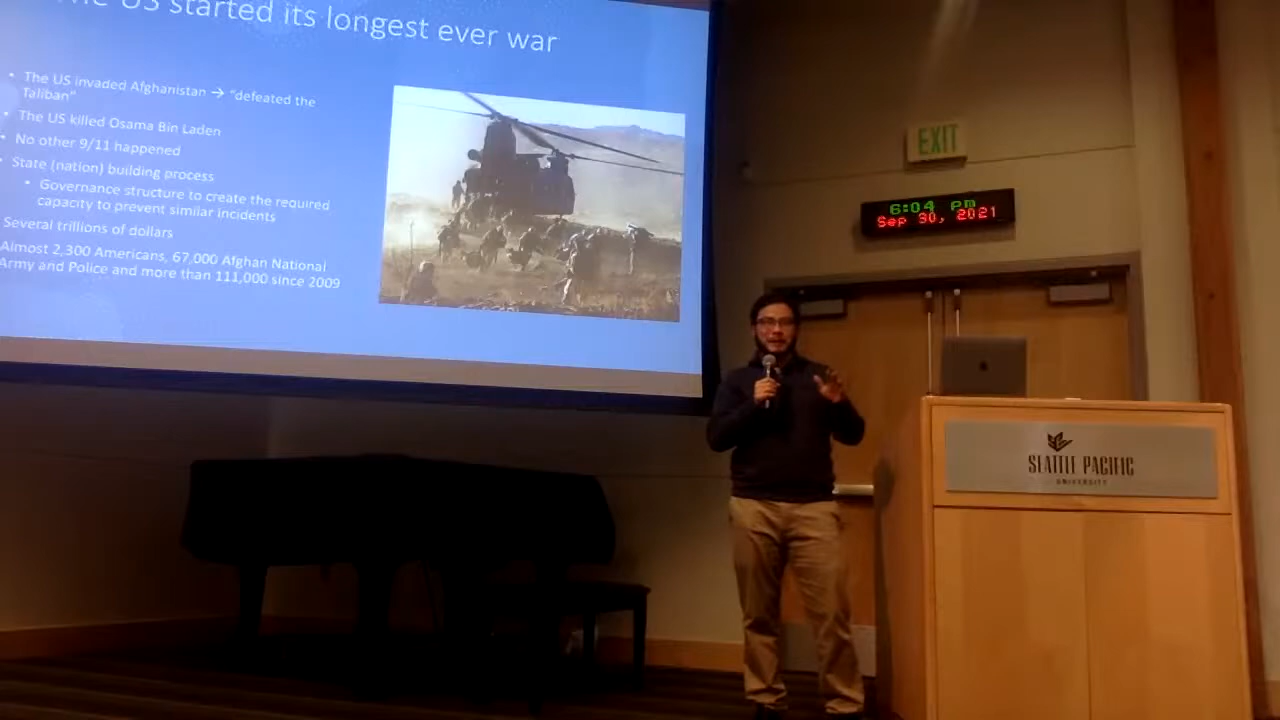 The US started its longest ever war
• The US invaded Afghanistan → "defeated the
Taliban"
• The US killed Osama Bin Laden
• No other 9/11 happened
• State (nation) building process
• Governance structure to create the required
capacity to prevent similar incidents
Several trillions of dollars
Almost 2,300 Americans, 67,000 Afghan National
Army and Police and more than 111,000 since 2009
EXIT
6:04 pm
Sep 30, 2021
SEATTLE PACIFIC
UNIVERSITY